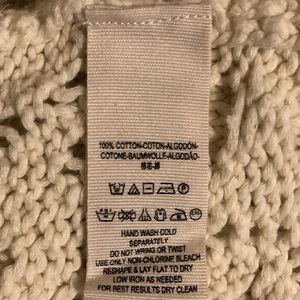 100% COTTON-COTON-ALGODÓN-
COTONE-BAUMWOLLE-ALGODÃO-
HAND WASH COLD
SEPARATELY
DO NOT WRING OR TWIST
USE ONLY NON-CHLORINE BLEACH
RESHAPE & LAY FLAT TO DRY
LOW IRON AS NEEDED
FOR BEST RESULTS DRY CLEAN